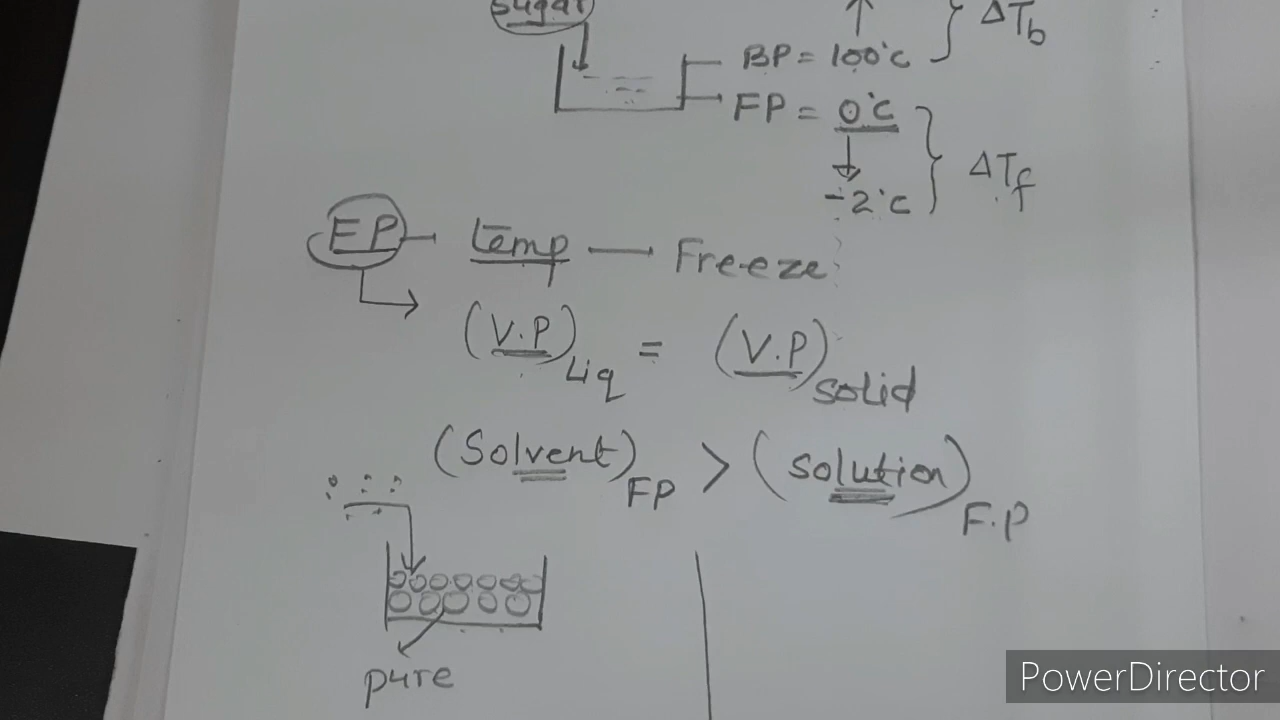 sugar
ΔTb
BP = 100°C
FP = 0°C
ΔTf
-2°C
FP - temp — Freeze
(V.P)Liq = (V.P)solid
(Solvent)FP > (solution)F.P
pure
PowerDirector